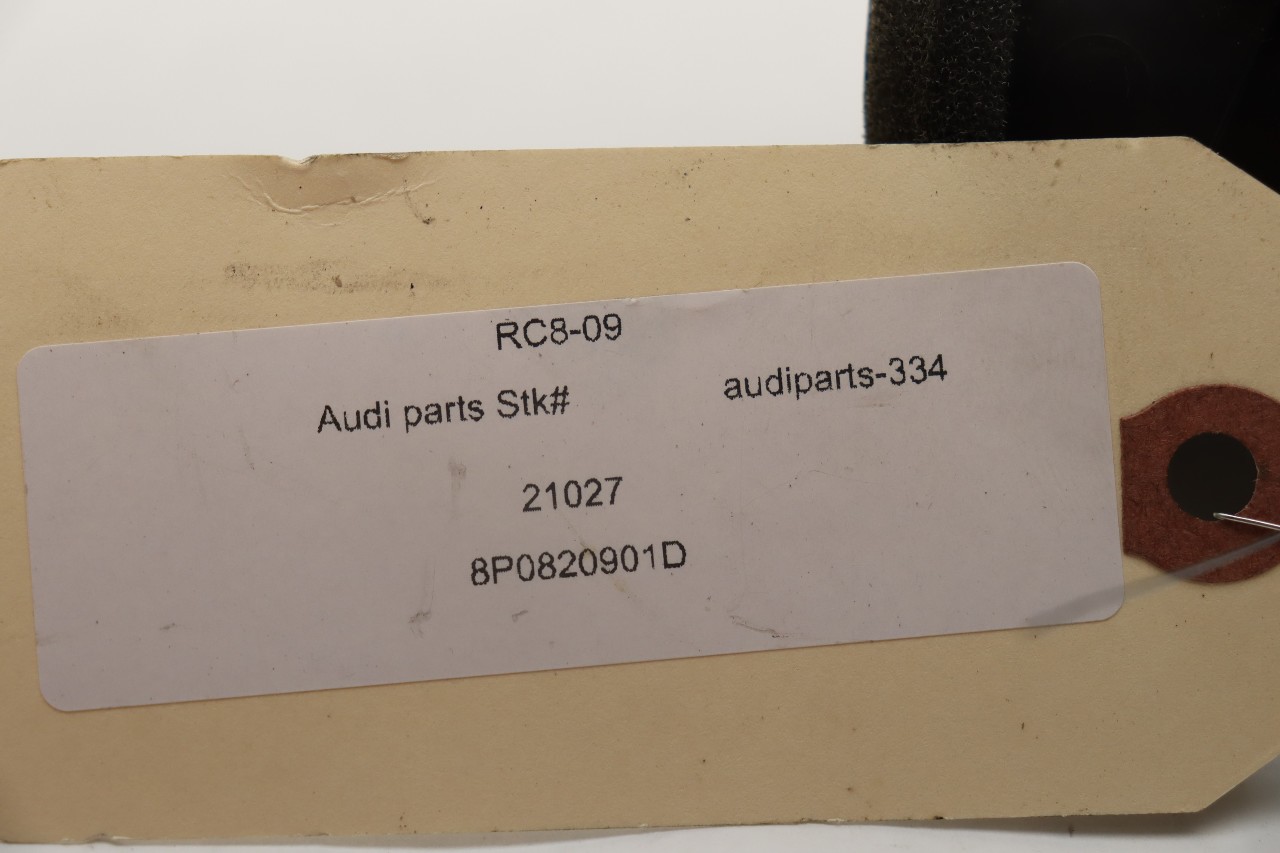 RC8-09
Audi parts Stk# audiparts-334
21027
8P0820901D